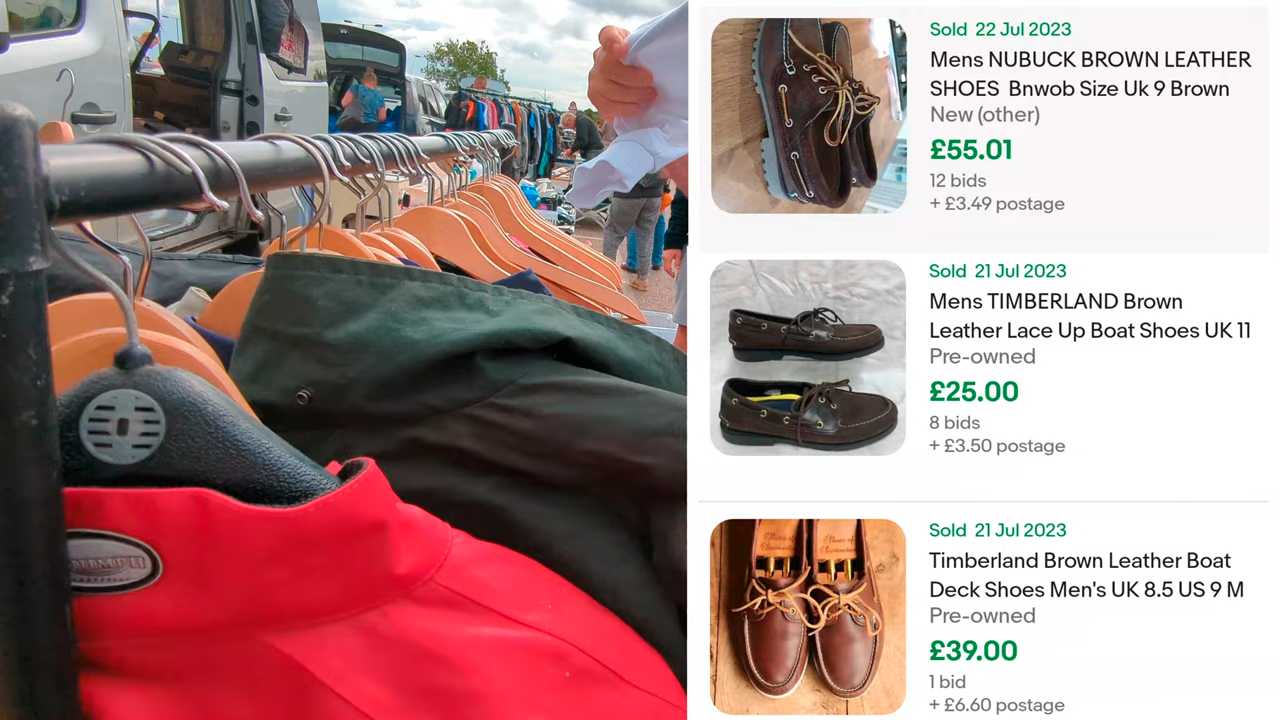 Sold 22 Jul 2023
Mens NUBUCK BROWN LEATHER
SHOES Bnwob Size Uk 9 Brown
New (other)
£55.01
12 bids
+ £3.49 postage
Sold 21 Jul 2023
Mens TIMBERLAND Brown
Leather Lace Up Boat Shoes UK 11
Pre-owned
£25.00
8 bids
+ £3.50 postage
Sold 21 Jul 2023
Timberland Brown Leather Boat
Deck Shoes Men's UK 8.5 US 9 M
Pre-owned
£39.00
1 bid
+ £6.60 postage